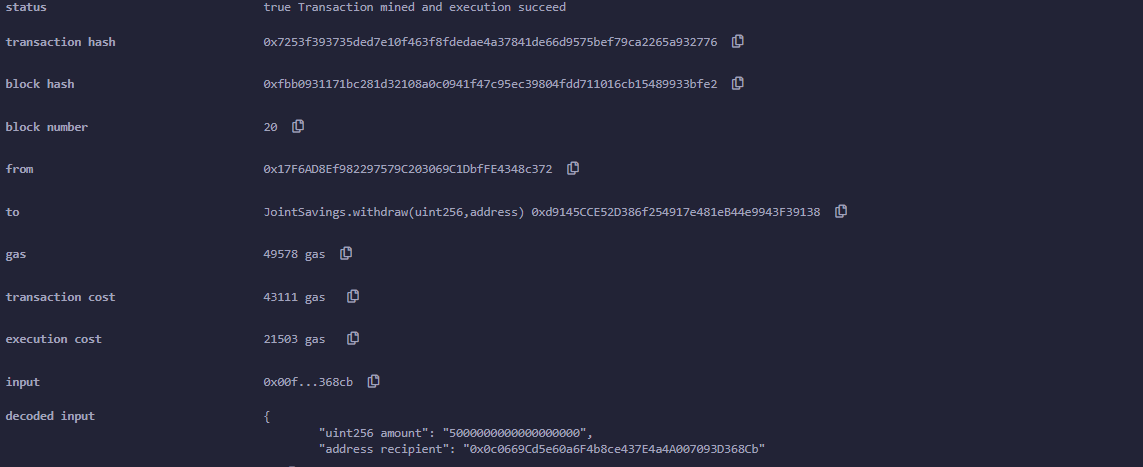 status true Transaction mined and execution succeed
transaction hash 0x7253f393735ded7e10f463f8fdedae4a37841de66d9575bef79ca2265a932776
block hash 0xfbb0931171bc281d32108a0c0941f47c95ec39804fdd711016cb15489933bfe2
block number 20
from 0x17F6AD8Ef982297579C203069C1DbfFE4348c372
to JointSavings.withdraw(uint256,address) 0xd9145CCE52D386f254917e481eB44e9943F39138
gas 49578 gas
transaction cost 43111 gas
execution cost 21503 gas
input 0x00f...368cb
decoded input {
"uint256 amount": "5000000000000000000",
"address recipient": "0x0c0669Cd5e60a6F4b8ce437E4a4A007093D368Cb"